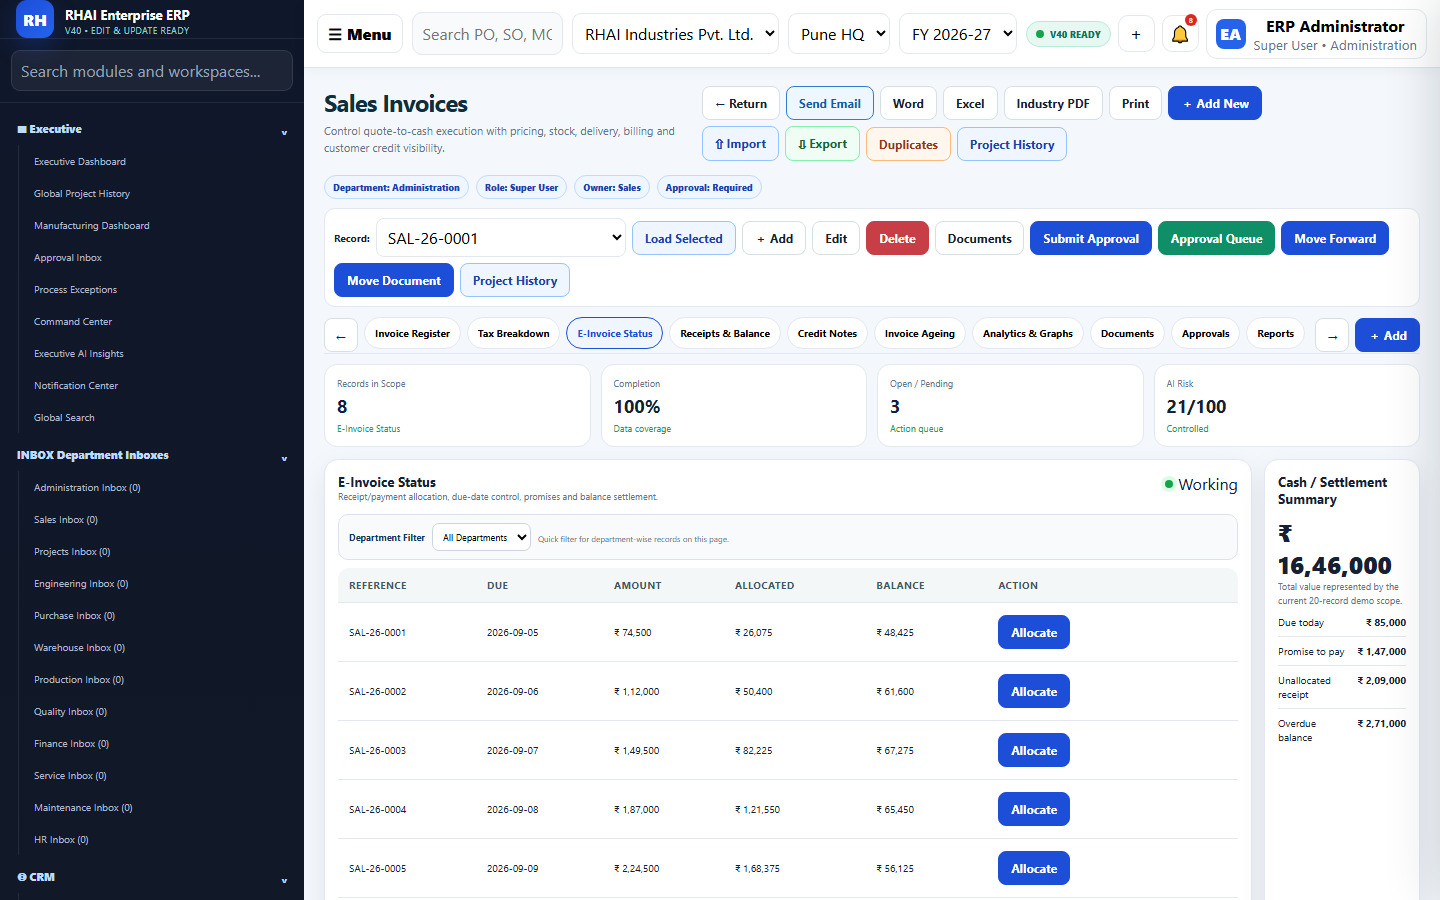 RH
RHAI Enterprise ERP
V40 • EDIT & UPDATE READY
Search modules and workspaces...
Executive
Executive Dashboard
Global Project History
Manufacturing Dashboard
Approval Inbox
Process Exceptions
Command Center
Executive AI Insights
Notification Center
Global Search
INBOX Department Inboxes
Administration Inbox (0)
Sales Inbox (0)
Projects Inbox (0)
Engineering Inbox (0)
Purchase Inbox (0)
Warehouse Inbox (0)
Production Inbox (0)
Quality Inbox (0)
Finance Inbox (0)
Service Inbox (0)
Maintenance Inbox (0)
HR Inbox (0)
CRM
☰ Menu
Search PO, SO, MC
RHAI Industries Pvt. Ltd.
Pune HQ
FY 2026-27
V40 READY
+
8
EA
ERP Administrator
Super User • Administration
Sales Invoices
Control quote-to-cash execution with pricing, stock, delivery, billing and
customer credit visibility.
← Return
Send Email
Word
Excel
Industry PDF
Print
+ Add New
⇧ Import
⇩ Export
Duplicates
Project History
Department: Administration
Role: Super User
Owner: Sales
Approval: Required
Record:
SAL-26-0001
Load Selected
+ Add
Edit
Delete
Documents
Submit Approval
Approval Queue
Move Forward
Move Document
Project History
←
Invoice Register
Tax Breakdown
E-Invoice Status
Receipts & Balance
Credit Notes
Invoice Ageing
Analytics & Graphs
Documents
Approvals
Reports
→
+ Add
Records in Scope
8
E-Invoice Status
Completion
100%
Data coverage
Open / Pending
3
Action queue
AI Risk
21/100
Controlled
E-Invoice Status
Receipt/payment allocation, due-date control, promises and balance settlement.
Working
Department Filter
All Departments
Quick filter for department-wise records on this page.
REFERENCE DUE AMOUNT ALLOCATED BALANCE ACTION
SAL-26-0001 2026-09-05 ₹ 74,500 ₹ 26,075 ₹ 48,425 Allocate
SAL-26-0002 2026-09-06 ₹ 1,12,000 ₹ 50,400 ₹ 61,600 Allocate
SAL-26-0003 2026-09-07 ₹ 1,49,500 ₹ 82,225 ₹ 67,275 Allocate
SAL-26-0004 2026-09-08 ₹ 1,87,000 ₹ 1,21,550 ₹ 65,450 Allocate
SAL-26-0005 2026-09-09 ₹ 2,24,500 ₹ 1,68,375 ₹ 56,125 Allocate
Cash / Settlement
Summary
₹
16,46,000
Total value represented by the
current 20-record demo scope.
Due today ₹ 85,000
Promise to pay ₹ 1,47,000
Unallocated
receipt ₹ 2,09,000
Overdue
balance ₹ 2,71,000